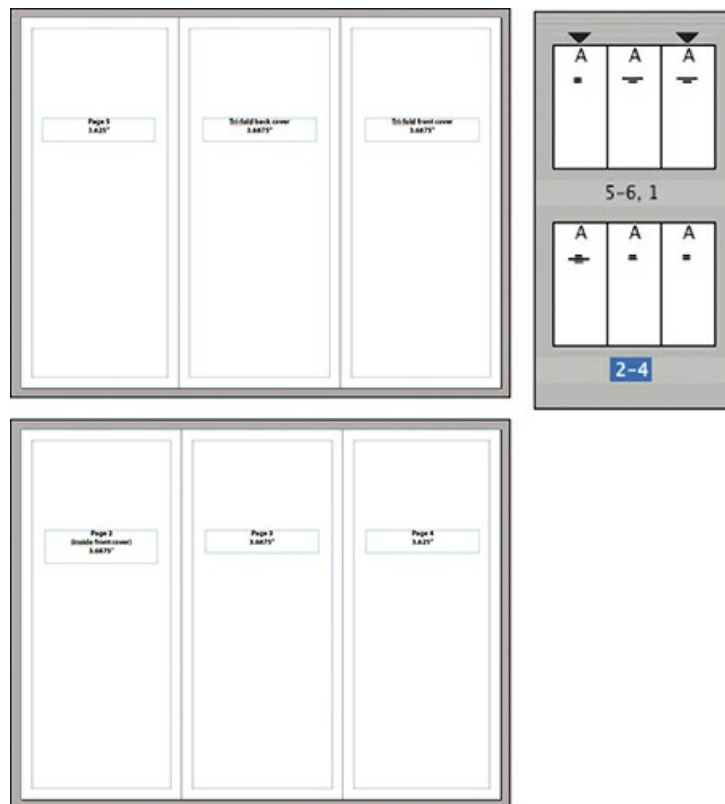 Page 5
3.625"
Tri-fold back cover
3.6875"
Tri-fold front cover
3.6875"
A A A
5-6, 1
A A A
2-4
Page 2
(inside front cover)
3.6875"
Page 3
3.6875"
Page 4
3.625"